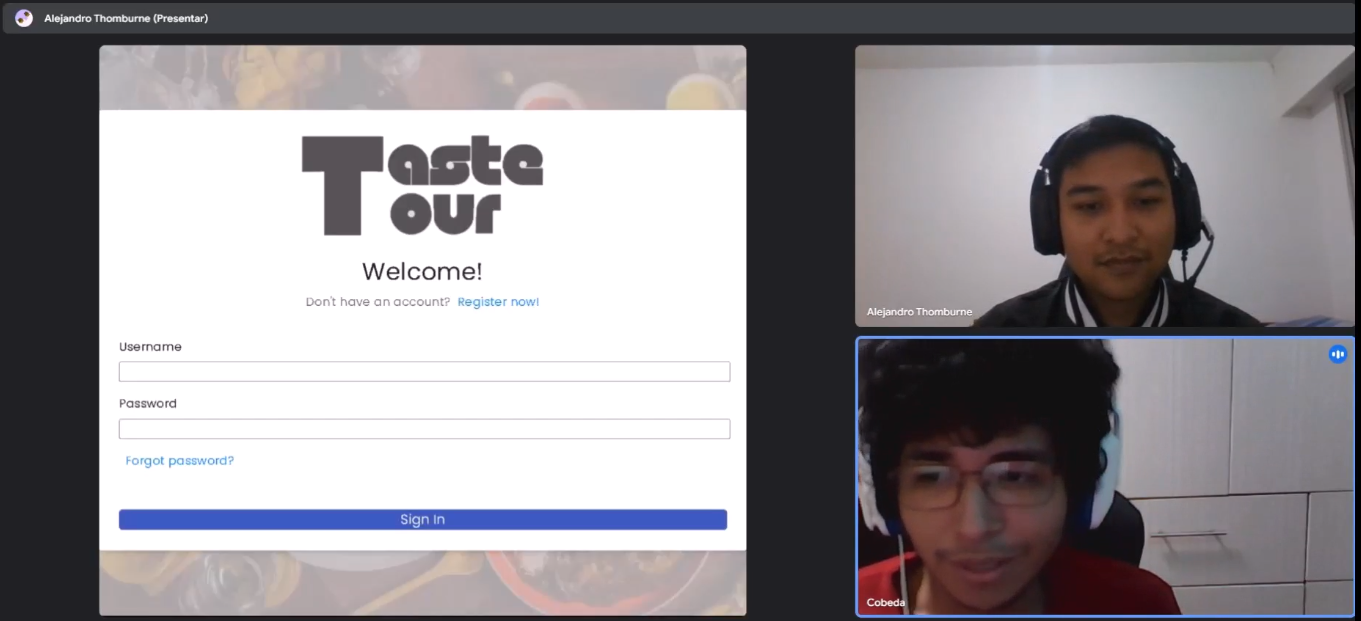 Alejandro Thomburne (Presentar)
Taste
Tour
Welcome!
Don't have an account? Register now!
Username
Password
Forgot password?
Sign In
Alejandro Thomburne
Cobeda